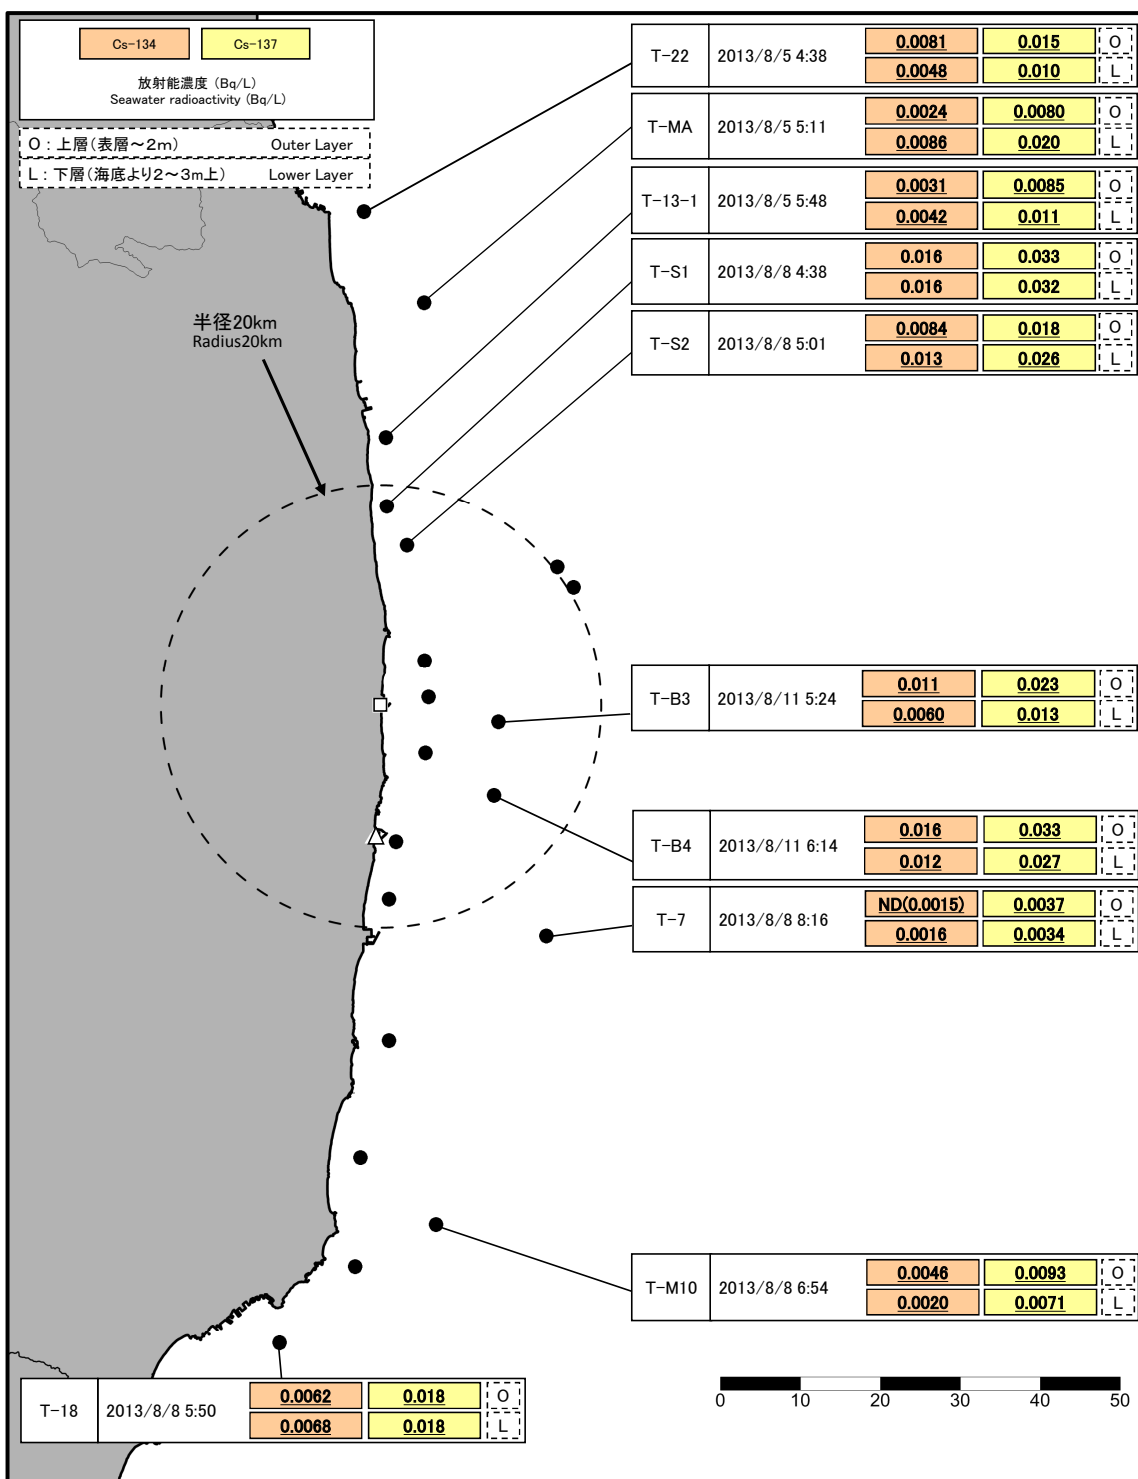 Cs-134 Cs-137
放射能濃度 (Bq/L)
Seawater radioactivity (Bq/L)
O : 上層(表層～2m) Outer Layer
L : 下層(海底より2～3m上) Lower Layer
T-22 2013/8/5 4:38 0.0081 0.015 O
0.0048 0.010 L
T-MA 2013/8/5 5:11 0.0024 0.0080 O
0.0086 0.020 L
T-13-1 2013/8/5 5:48 0.0031 0.0085 O
0.0042 0.011 L
T-S1 2013/8/8 4:38 0.016 0.033 O
0.016 0.032 L
T-S2 2013/8/8 5:01 0.0084 0.018 O
0.013 0.026 L
半径20km
Radius20km
T-B3 2013/8/11 5:24 0.011 0.023 O
0.0060 0.013 L
T-B4 2013/8/11 6:14 0.016 0.033 O
0.012 0.027 L
T-7 2013/8/8 8:16 ND(0.0015) 0.0037 O
0.0016 0.0034 L
T-M10 2013/8/8 6:54 0.0046 0.0093 O
0.0020 0.0071 L
T-18 2013/8/8 5:50 0.0062 0.018 O
0.0068 0.018 L
0 10 20 30 40 50